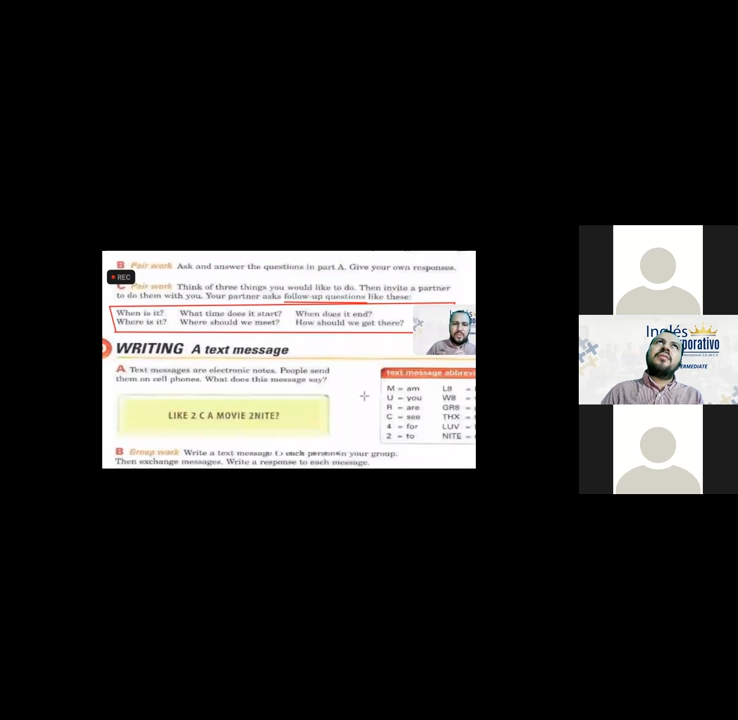 B Pair work Ask and answer the questions in part A. Give your own responses.
REC
C Pair work Think of three things you would like to do. Then invite a partner
to do them with you. Your partner asks follow-up questions like these:
When is it? What time does it start? When does it end?
Where is it? Where should we meet? How should we get there?
WRITING A text message
A Text messages are electronic notes. People send
them on cell phones. What does this message say?
LIKE 2 C A MOVIE 2NITE?
text message abbrevi
M = am L8 =
U = you W8 =
R = are GR8 =
C = see THX =
4 = for LUV =
2 = to NITE =
B Group work Write a text message to each person in your group.
Then exchange messages. Write a response to each message.
Inglés
orporativo
ERMEDIATE